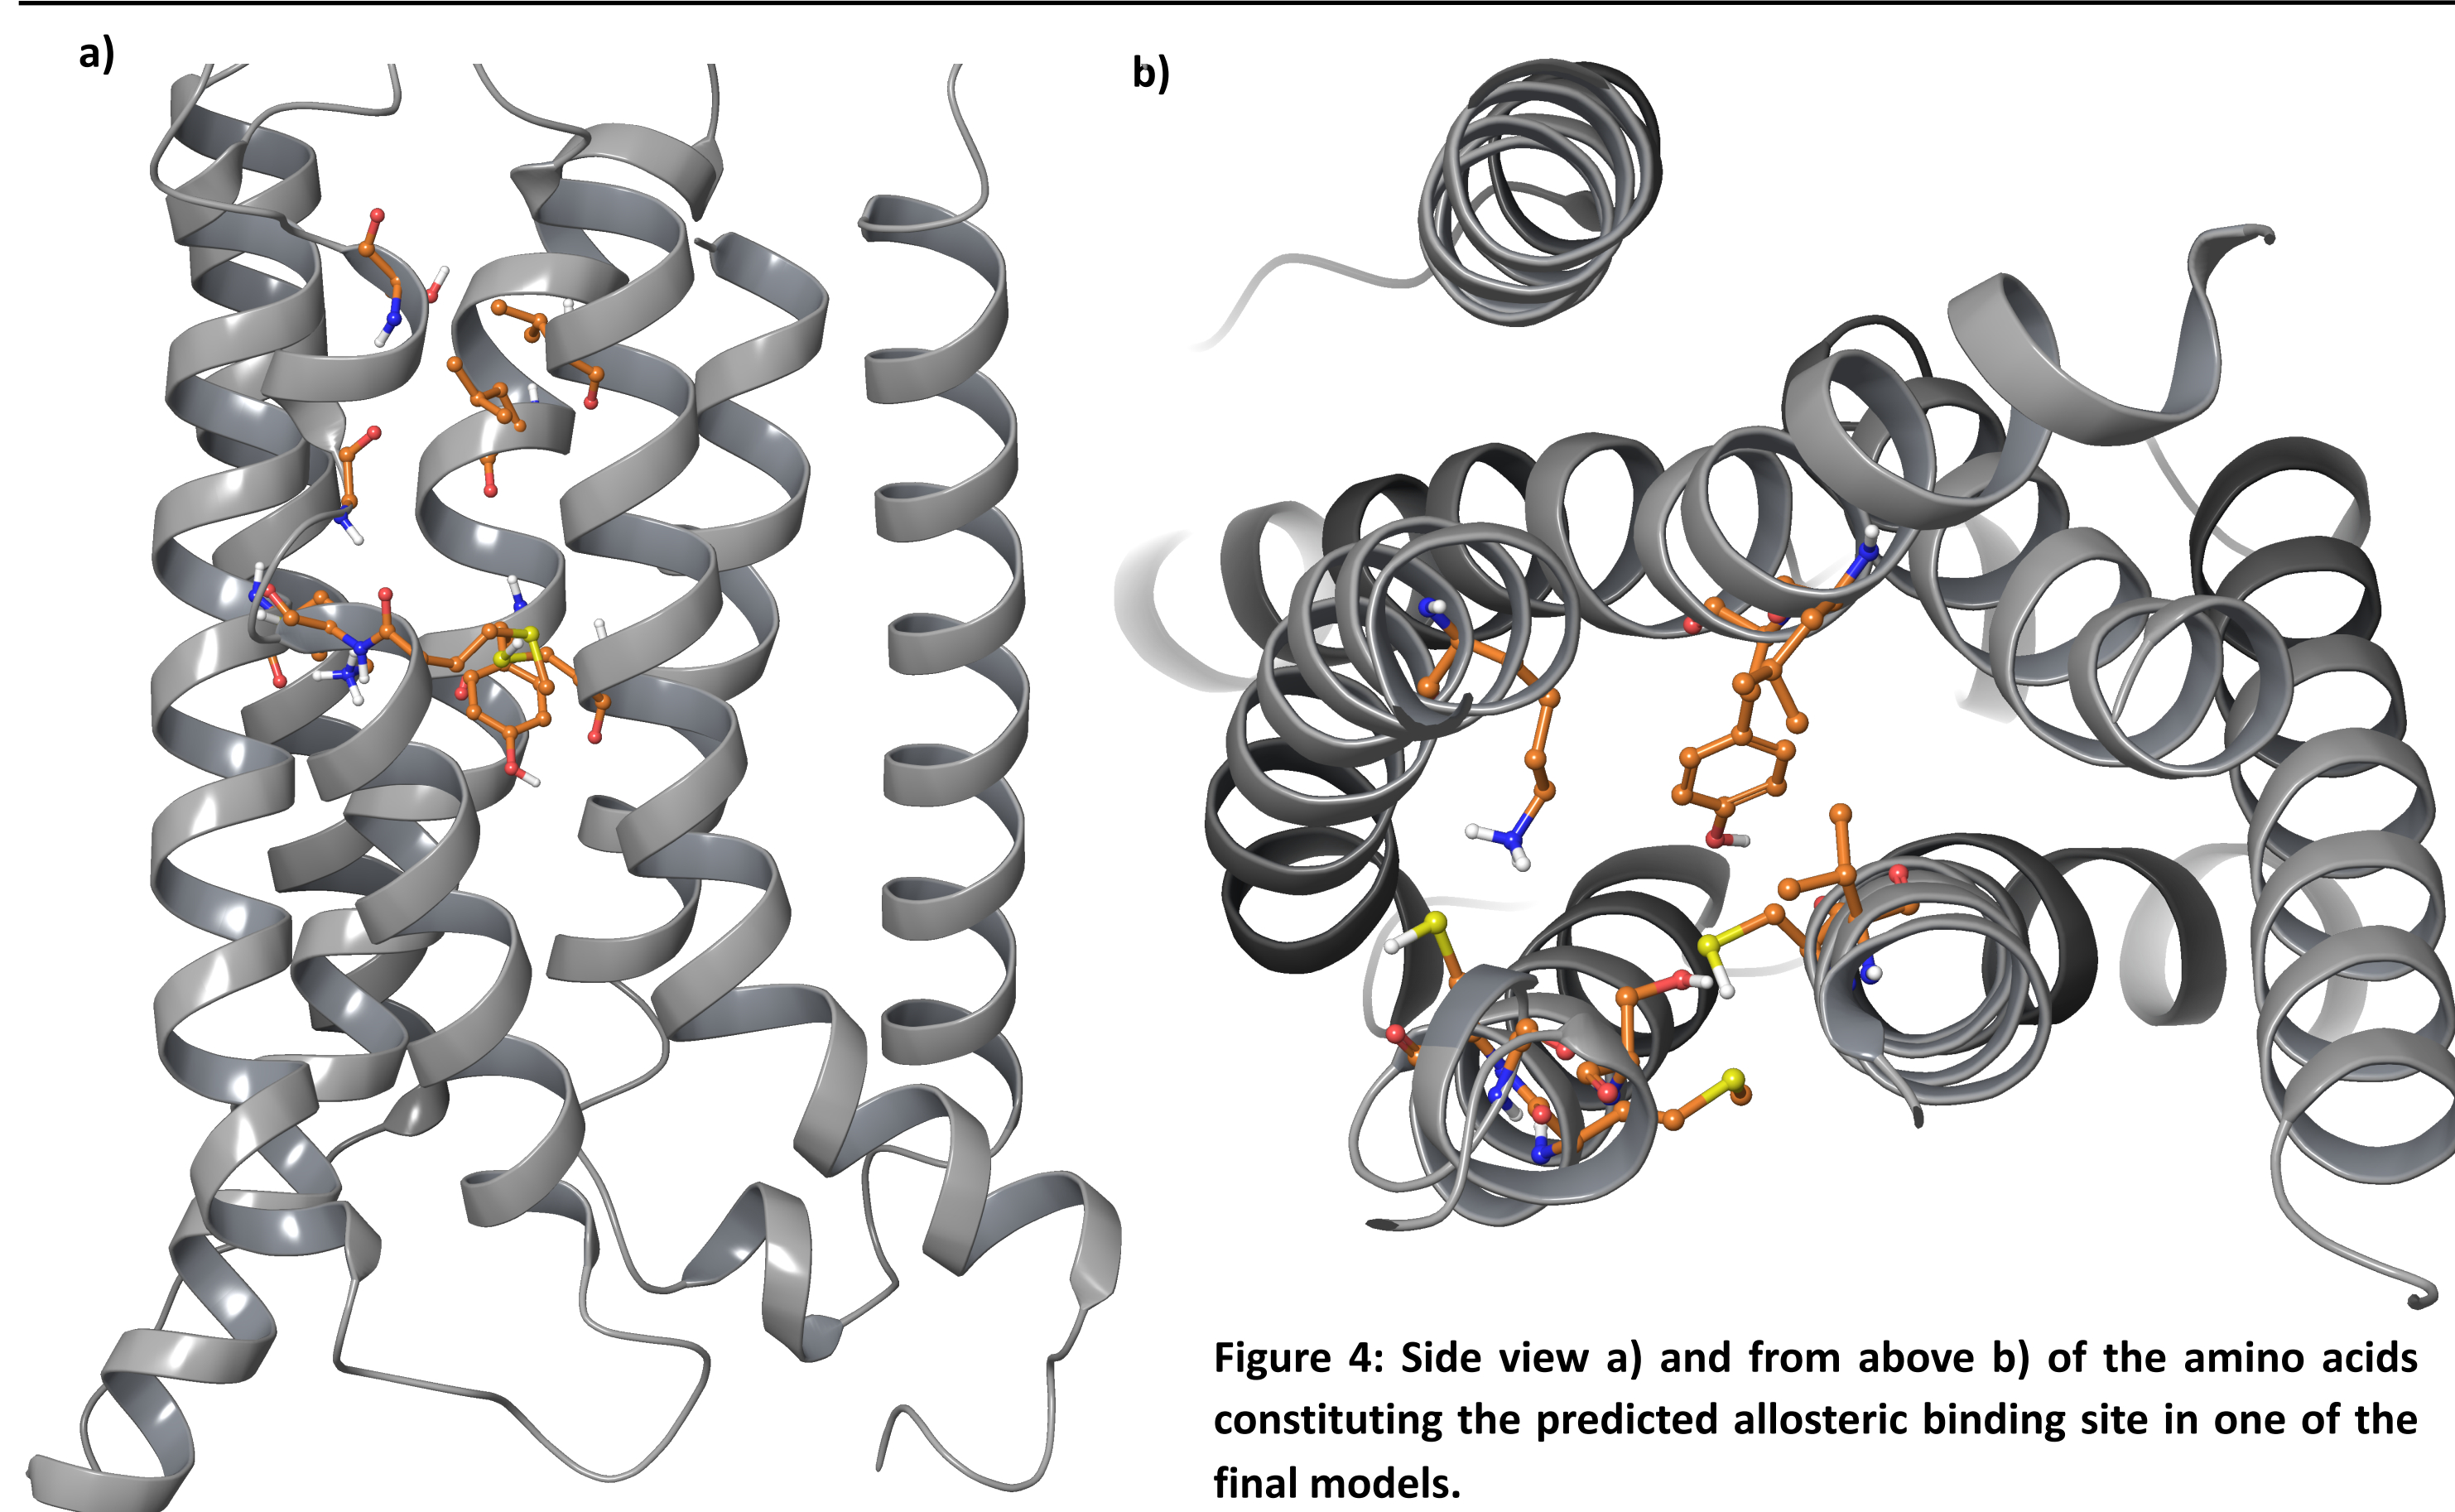 a)
b)
Figure 4: Side view a) and from above b) of the amino acids
constituting the predicted allosteric binding site in one of the
final models.